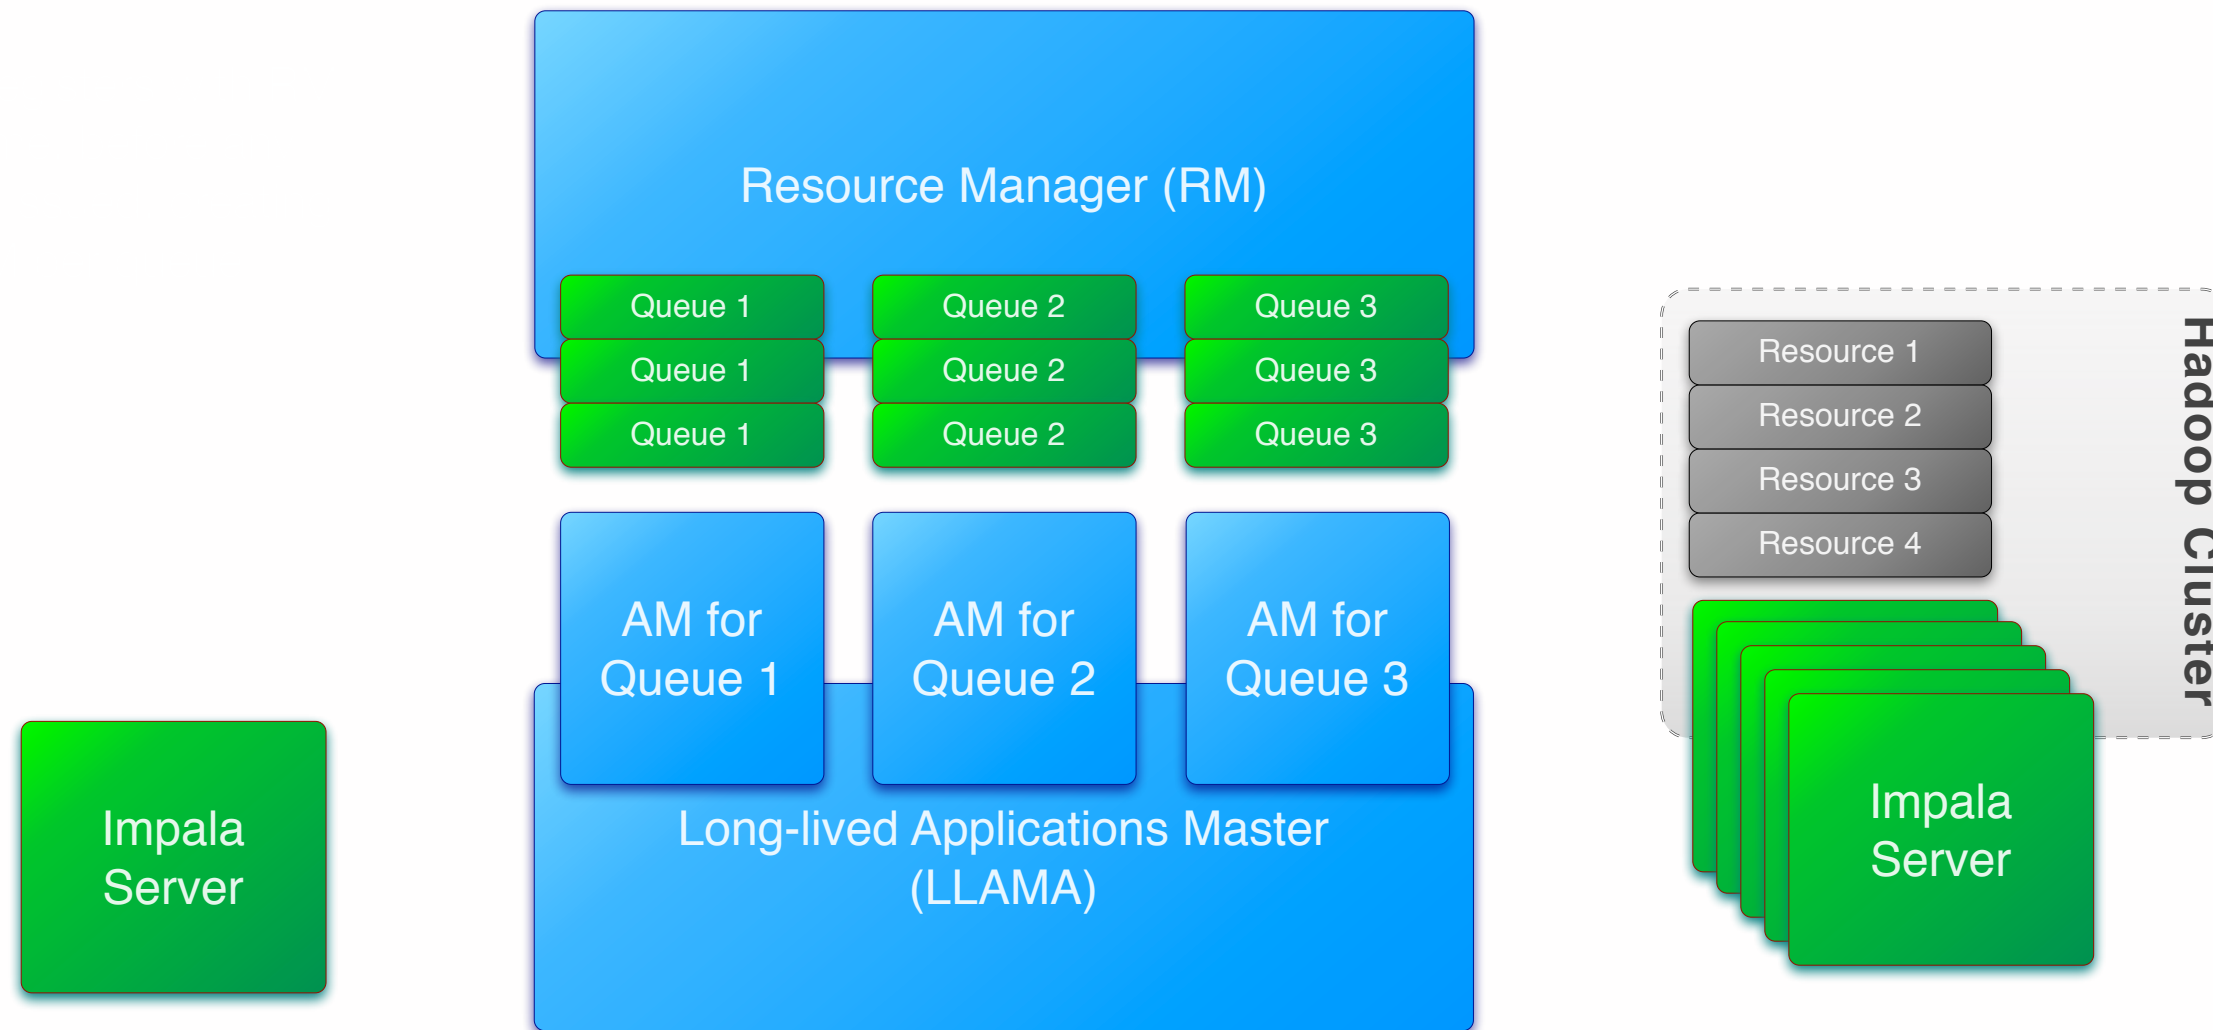 Resource Manager (RM)
Queue 1
Queue 1
Queue 1
Queue 2
Queue 2
Queue 2
Queue 3
Queue 3
Queue 3
AM for
Queue 1
AM for
Queue 2
AM for
Queue 3
Long-lived Applications Master
(LLAMA)
Impala
Server
Resource 1
Resource 2
Resource 3
Resource 4
Hadoop Cluster
Impala
Server